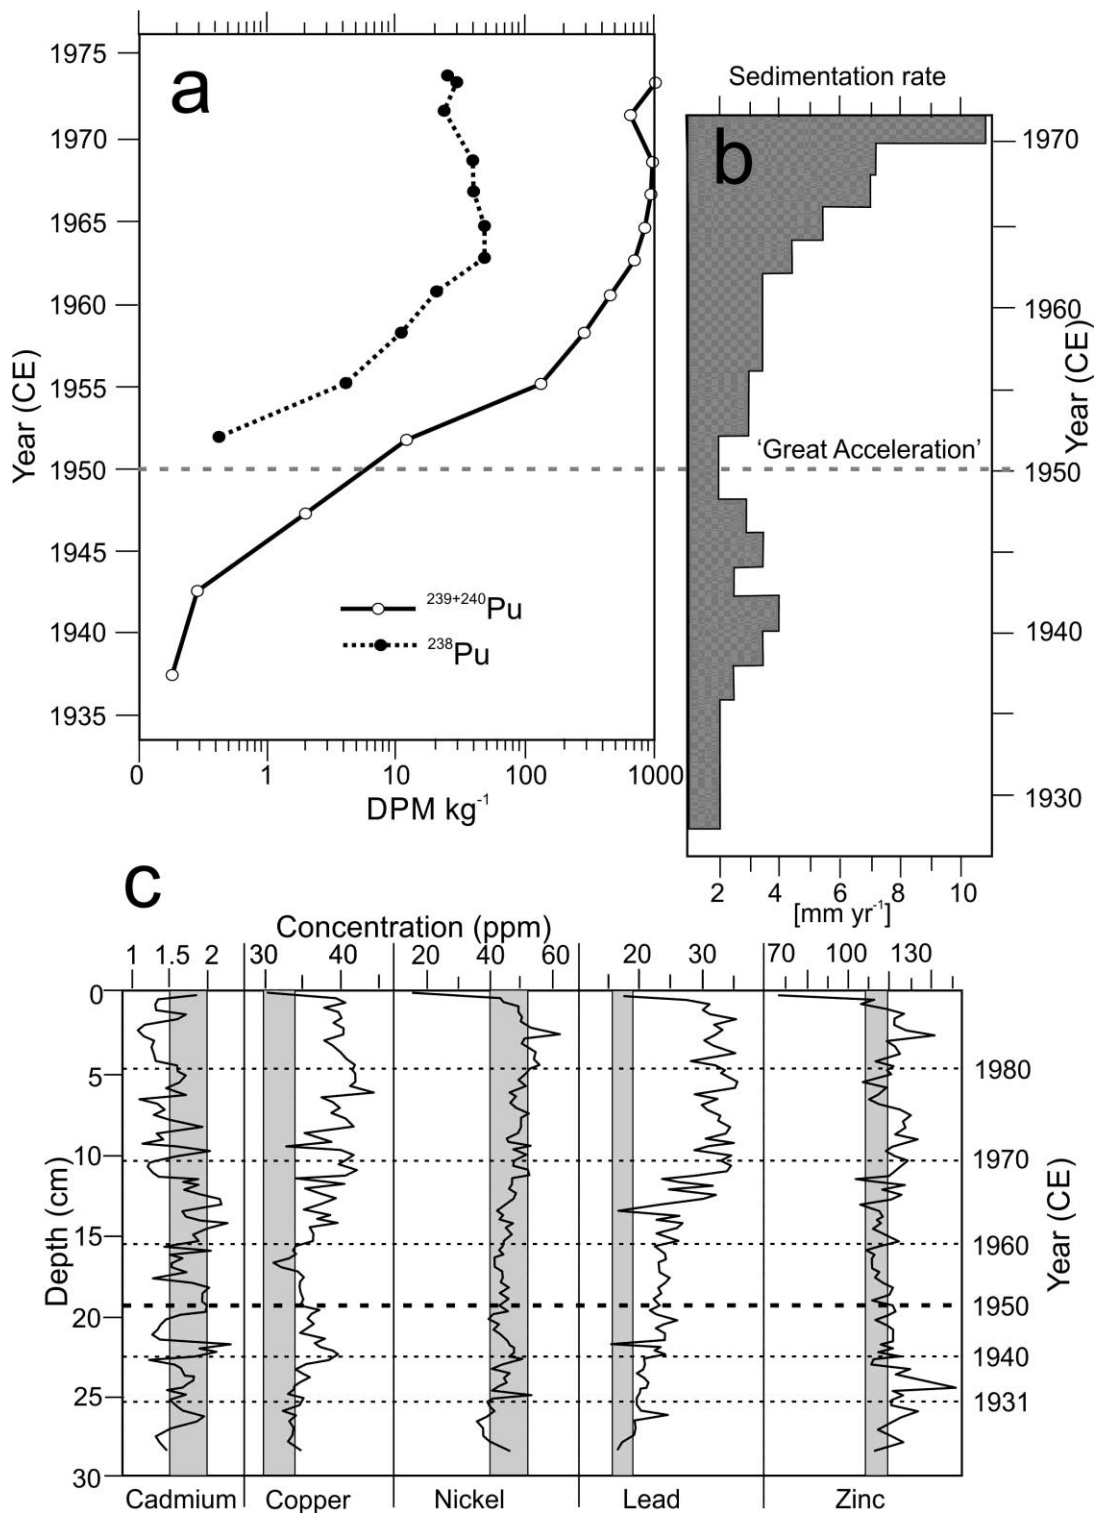 a
1975
1970
1965
1960
1955
1950
1945
1940
1935
Year (CE)
239+240Pu
238Pu
0 1 10 100 1000
DPM kg-1
Sedimentation rate
b
1970
1960
1950
1940
1930
Year (CE)
'Great Acceleration'
2 4 6 8 10
[mm yr-1]
c
Concentration (ppm)
1 1.5 2 30 40 20 40 60 20 30 70 100 130
0
5
10
15
20
25
30
Depth (cm)
1980
1970
1960
1950
1940
1931
Year (CE)
Cadmium Copper Nickel Lead Zinc